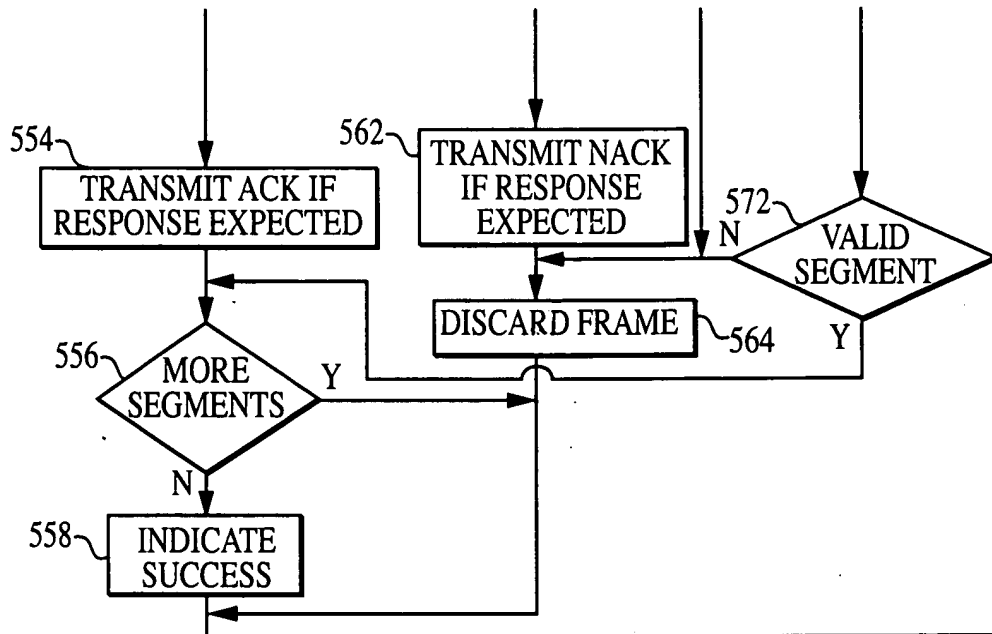 554
TRANSMIT ACK IF
RESPONSE EXPECTED
562
TRANSMIT NACK
IF RESPONSE
EXPECTED
572
N
VALID
SEGMENT
Y
DISCARD FRAME
564
556
MORE
SEGMENTS
Y
N
558
INDICATE
SUCCESS